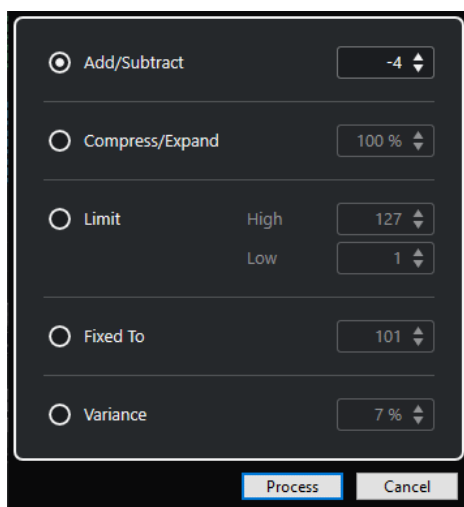 Add/Subtract -4
Compress/Expand 100 %
Limit High 127
Low 1
Fixed To 101
Variance 7 %
Process Cancel